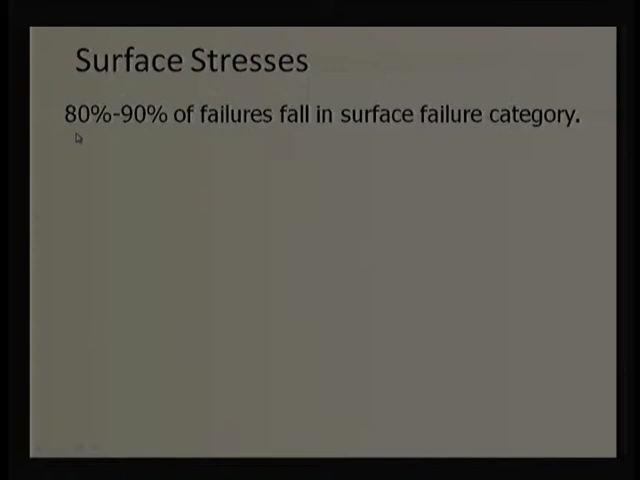 Surface Stresses
80%-90% of failures fall in surface failure category.